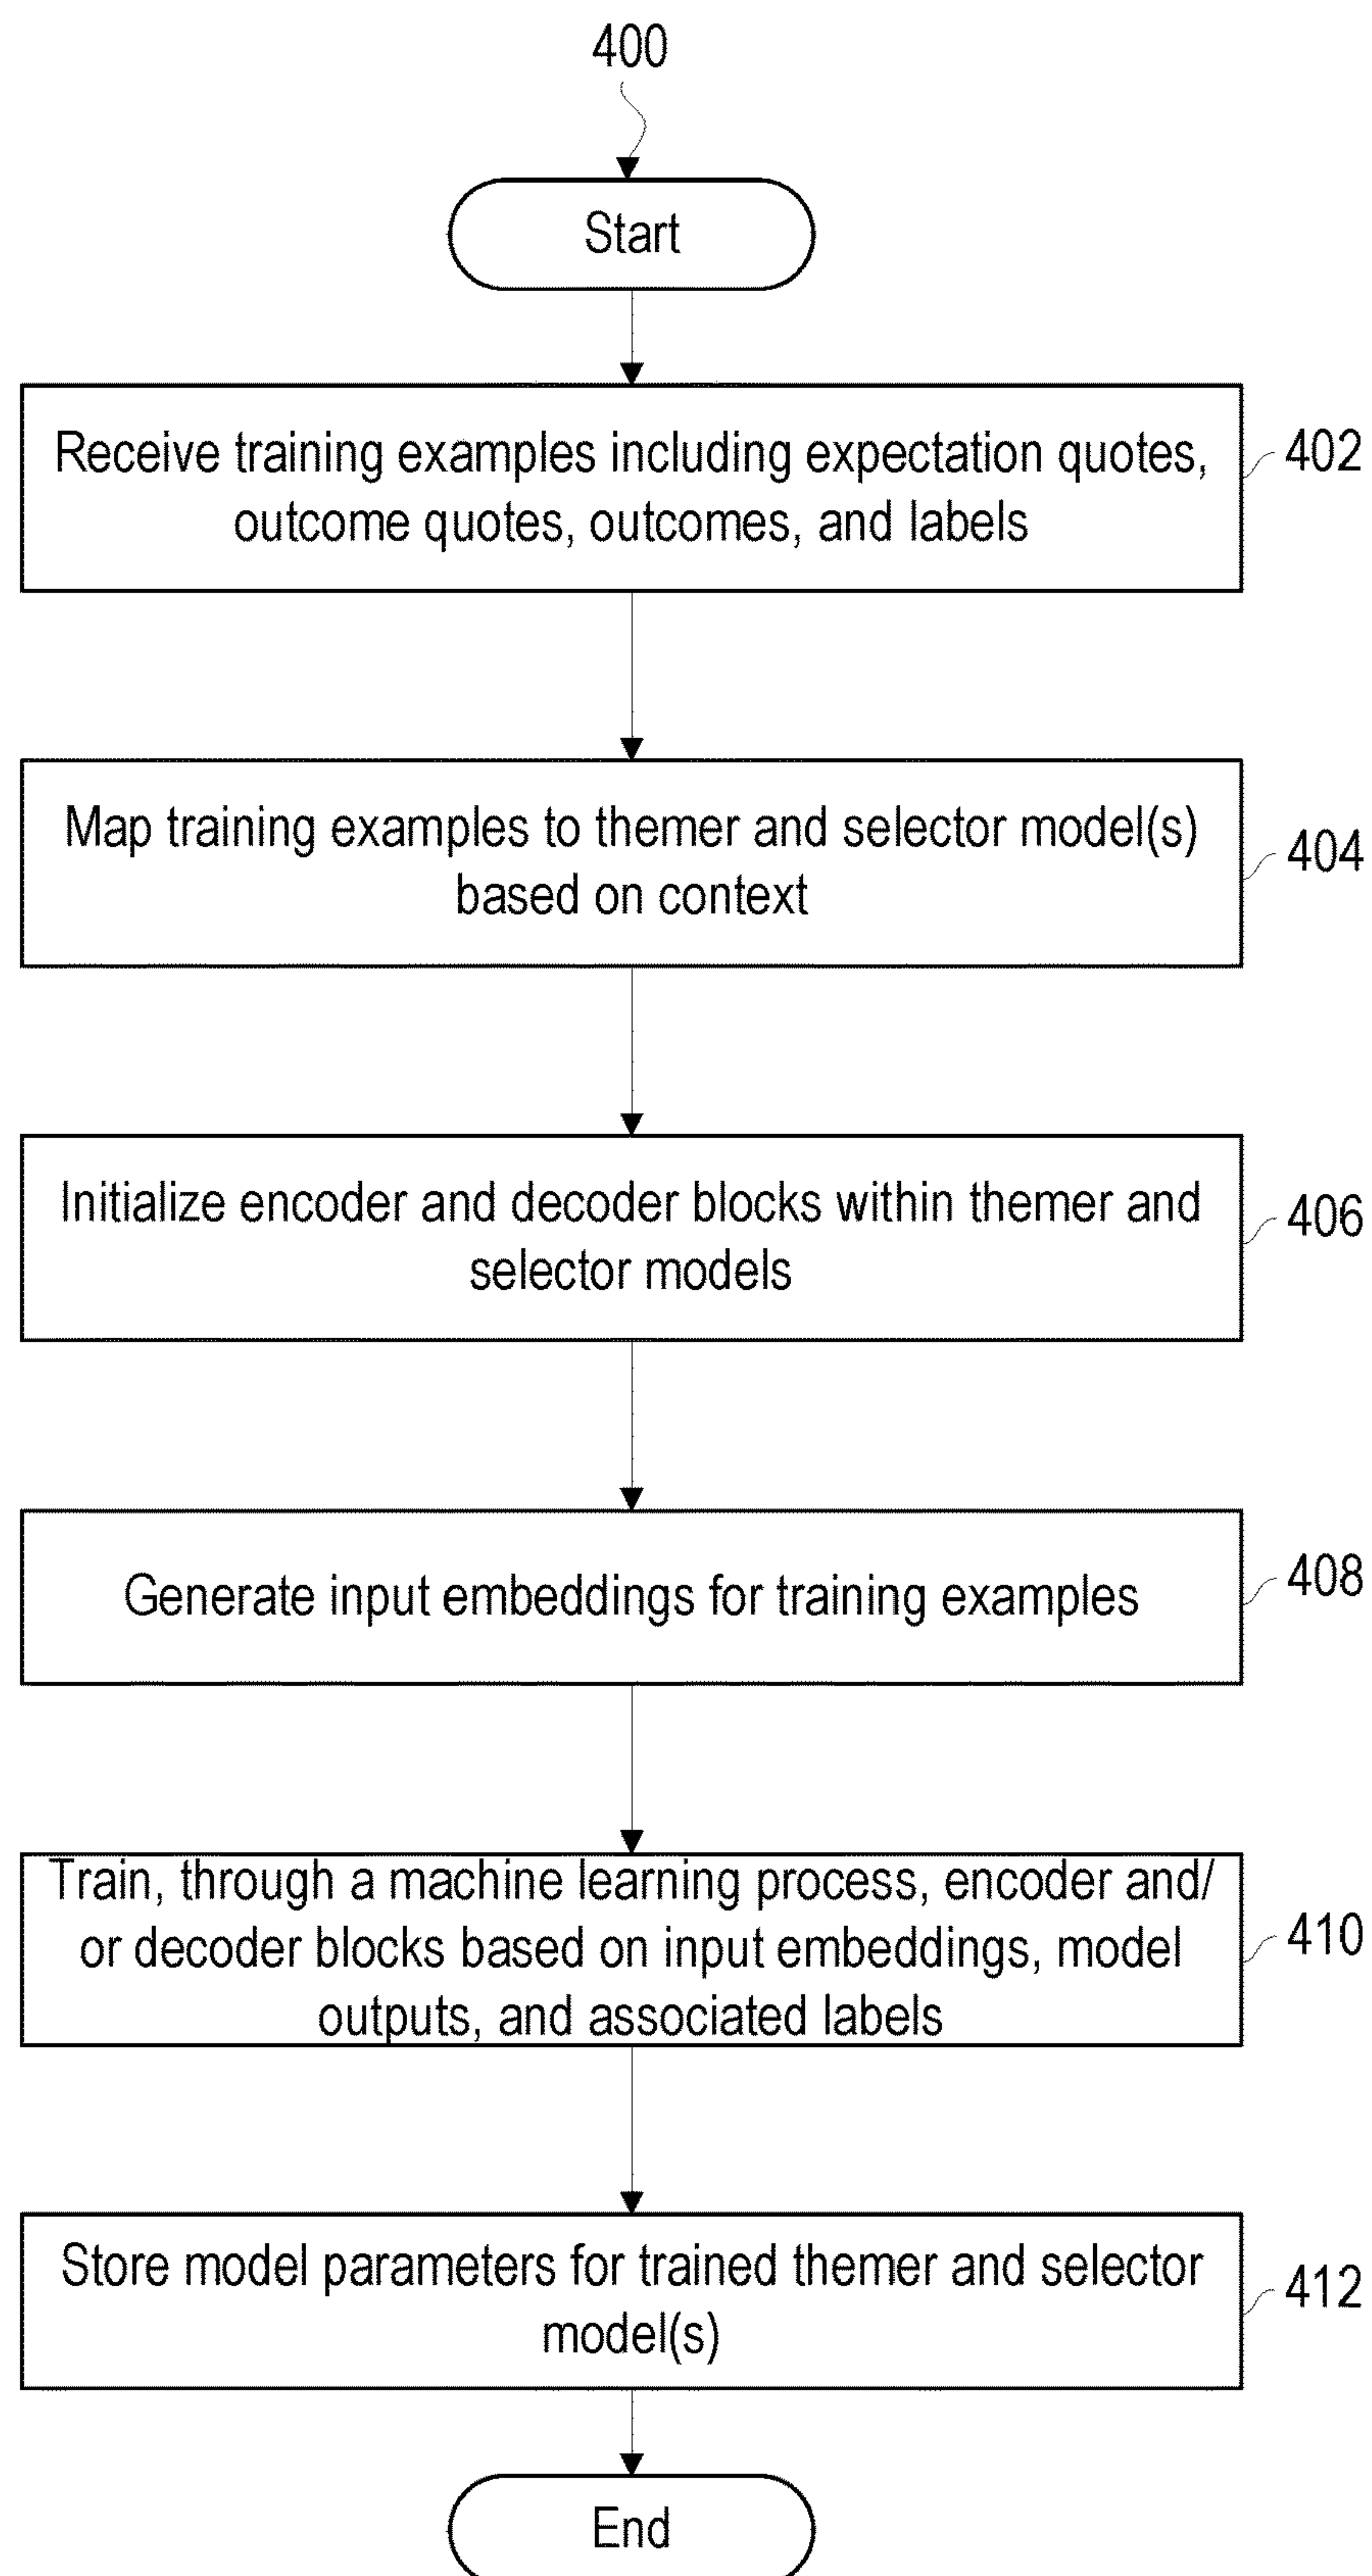 400
Start
Receive training examples including expectation quotes,
outcome quotes, outcomes, and labels
402
Map training examples to themer and selector model(s)
based on context
404
Initialize encoder and decoder blocks within themer and
selector models
406
Generate input embeddings for training examples
408
Train, through a machine learning process, encoder and/
or decoder blocks based on input embeddings, model
outputs, and associated labels
410
Store model parameters for trained themer and selector
model(s)
412
End